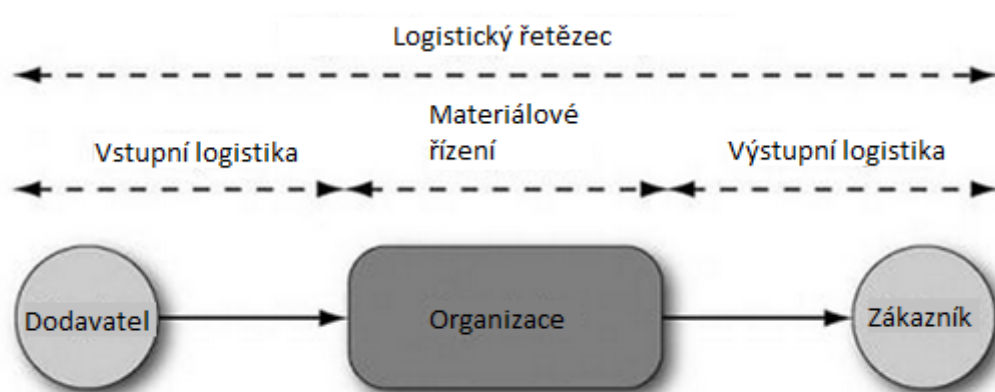 Logistický řetězec
Materiálové
řízení
Vstupní logistika
Výstupní logistika
Dodavatel
Organizace
Zákazník